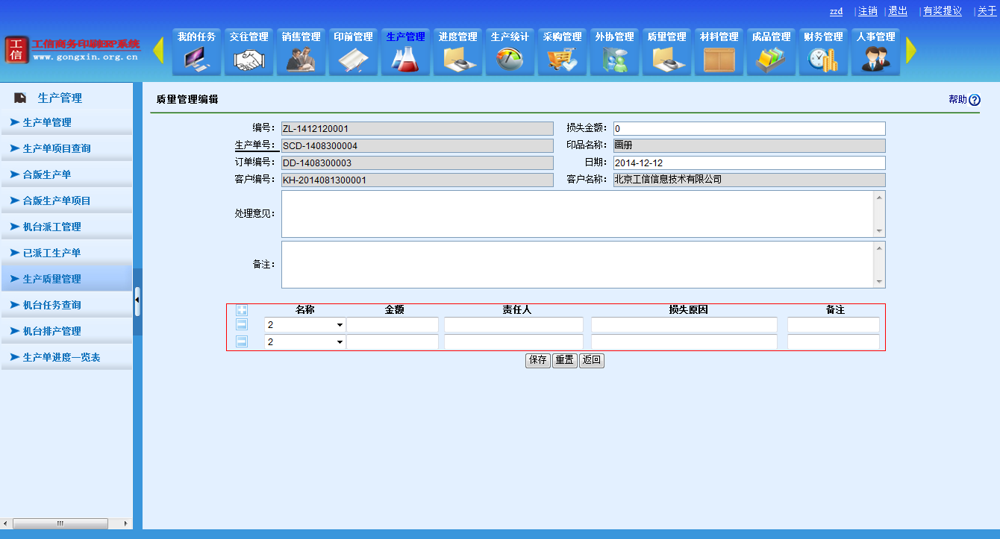 zzd |注销 |退出 |有奖提议 |关于
工信
工信商务印刷ERP系统
www.gongxin.org.cn
我的任务 交往管理 销售管理 印前管理 生产管理 进度管理 生产统计 采购管理 外协管理 质量管理 材料管理 成品管理 财务管理 人事管理
生产管理
生产单管理
生产单项目查询
合版生产单
合版生产单项目
机台派工管理
已派工生产单
生产质量管理
机台任务查询
机台排产管理
生产单进度一览表
质量管理编辑 帮助
编号: ZL-1412120001 损失金额: 0
生产单号: SCD-1408300004 印品名称: 画册
订单编号: DD-1408300003 日期: 2014-12-12
客户编号: KH-2014081300001 客户名称: 北京工信信息技术有限公司
处理意见:
备注:
名称 金额 责任人 损失原因 备注
2
2
保存 重置 返回